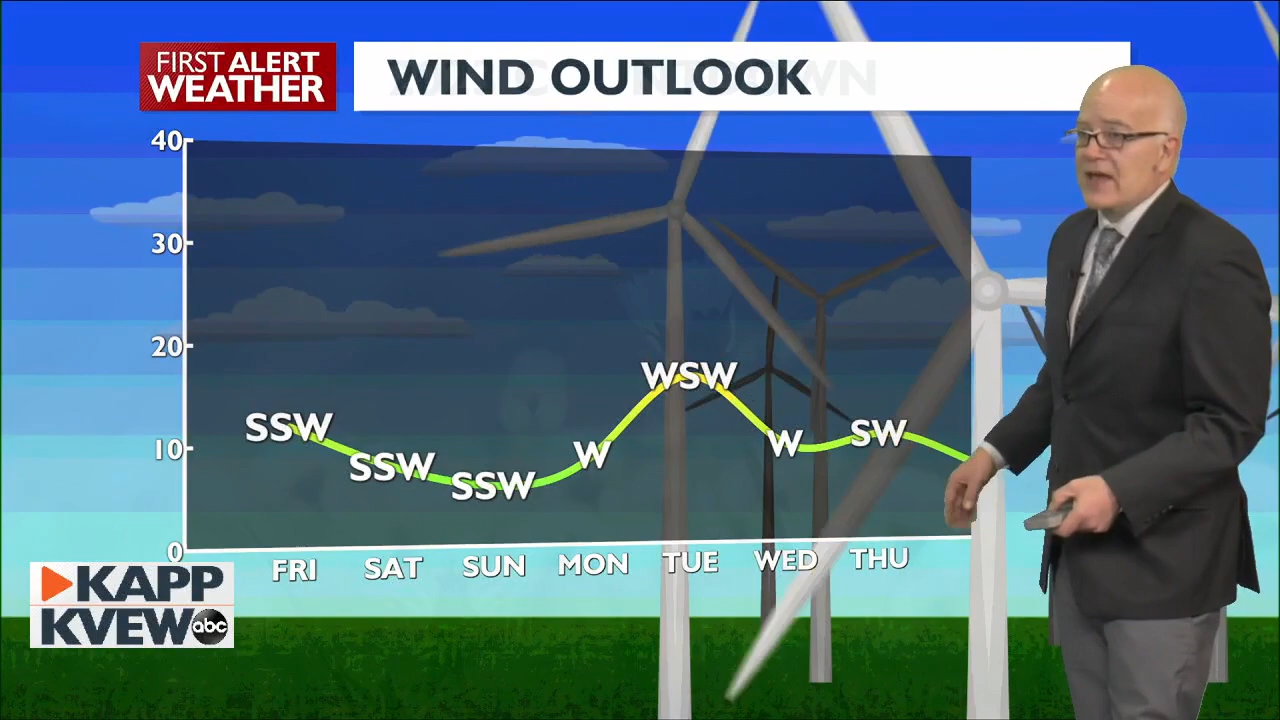 FIRST ALERT
WEATHER
WIND OUTLOOK
40
30
20
10
0
SSW
SSW
SSW
W
WSW
W
SW
FRI SAT SUN MON TUE WED THU
KAPP
KVEW abc